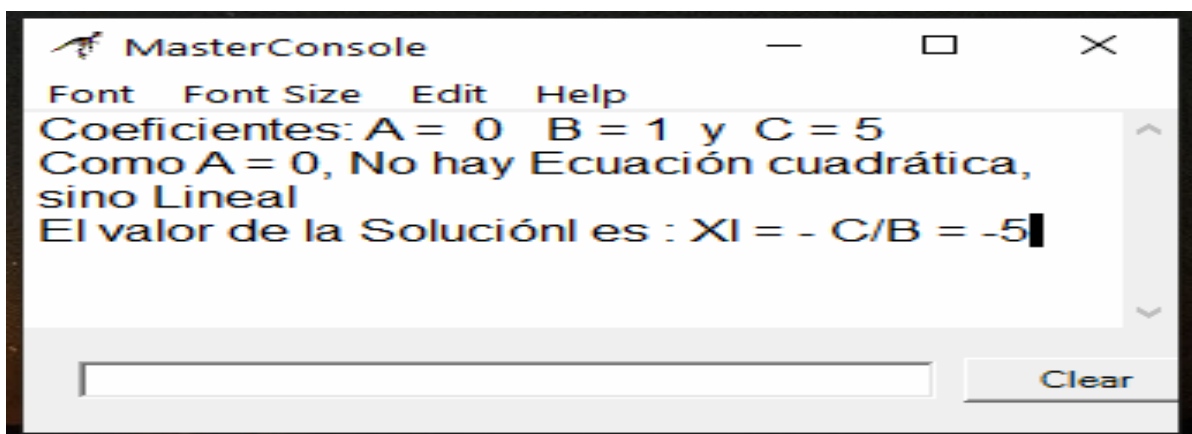 MasterConsole
Font Font Size Edit Help
Coeficientes: A = 0 B = 1 y C = 5
Como A = 0, No hay Ecuación cuadrática,
sino Lineal
El valor de la Soluciónl es : Xl = - C/B = -5
Clear